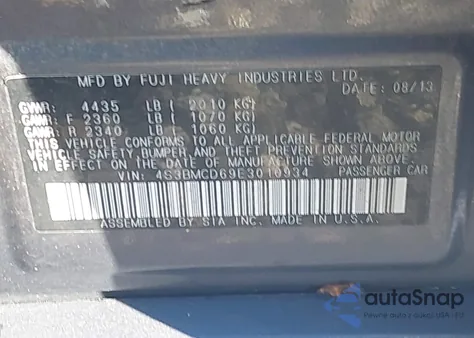 MFD BY FUJI HEAVY INDUSTRIES LTD.
DATE: 08/13
GVWR: 4435 LB ( 2010 KG)
GAWR: F 2360 LB ( 1070 KG)
GAWR: R 2340 LB ( 1060 KG)
THIS VEHICLE CONFORMS TO ALL APPLICABLE FEDERAL MOTOR
VEHICLE SAFETY, BUMPER, AND THEFT PREVENTION STANDARDS
IN EFFECT ON THE DATE OF MANUFACTURE SHOWN ABOVE.
VIN: 4S3BMCD69E3010934 PASSENGER CAR
ASSEMBLED BY SIA INC. MADE IN U.S.A.
autaSnap